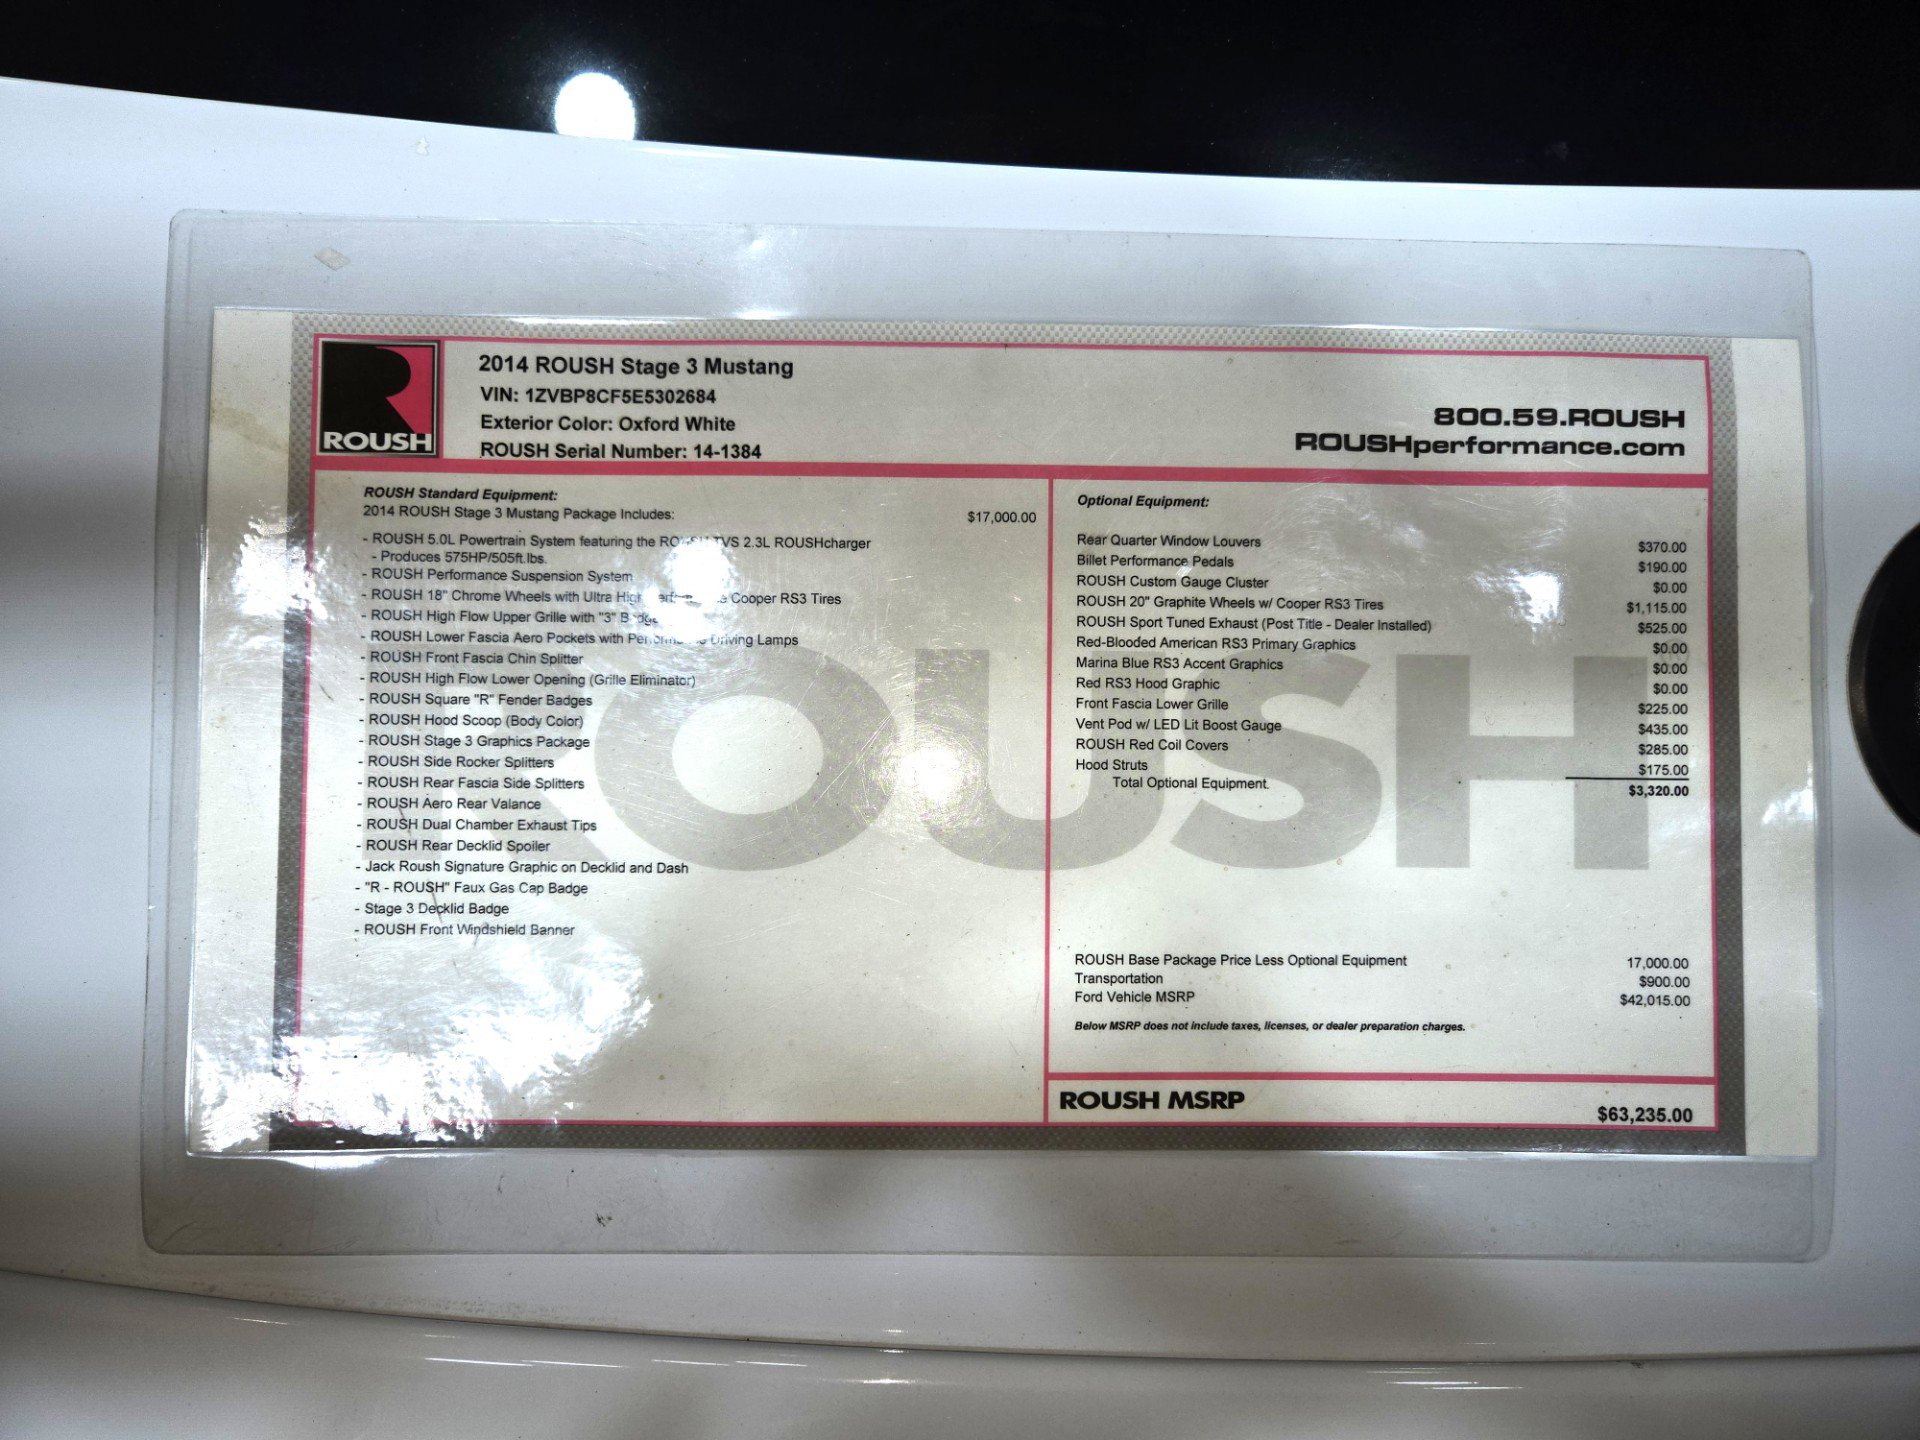 ROUSH
2014 ROUSH Stage 3 Mustang
VIN: 1ZVBP8CF5E5302684
Exterior Color: Oxford White
ROUSH Serial Number: 14-1384
800.59.ROUSH
ROUSHperformance.com
ROUSH Standard Equipment:
2014 ROUSH Stage 3 Mustang Package Includes: $17,000.00
- ROUSH 5.0L Powertrain System featuring the TVS 2.3L ROUSHcharger
- Produces 575HP/505ft.lbs.
- ROUSH Performance Suspension System
- ROUSH 18" Chrome Wheels with Ultra High Cooper RS3 Tires
- ROUSH High Flow Upper Grille with "3"
- ROUSH Lower Fascia Aero Pockets with Driving Lamps
- ROUSH Front Fascia Chin Splitter
- ROUSH High Flow Lower Opening (Grille Eliminator)
- ROUSH Square "R" Fender Badges
- ROUSH Hood Scoop (Body Color)
- ROUSH Stage 3 Graphics Package
- ROUSH Side Rocker Splitters
- ROUSH Rear Fascia Side Splitters
- ROUSH Aero Rear Valance
- ROUSH Dual Chamber Exhaust Tips
- ROUSH Rear Decklid Spoiler
- Jack Roush Signature Graphic on Decklid and Dash
- "R - ROUSH" Faux Gas Cap Badge
- Stage 3 Decklid Badge
- ROUSH Front Windshield Banner
Optional Equipment:
Rear Quarter Window Louvers $370.00
Billet Performance Pedals $190.00
ROUSH Custom Gauge Cluster $0.00
ROUSH 20" Graphite Wheels w/ Cooper RS3 Tires $1,115.00
ROUSH Sport Tuned Exhaust (Post Title - Dealer Installed) $525.00
Red-Blooded American RS3 Primary Graphics $0.00
Marina Blue RS3 Accent Graphics $0.00
Red RS3 Hood Graphic $0.00
Front Fascia Lower Grille $225.00
Vent Pod w/ LED Lit Boost Gauge $435.00
ROUSH Red Coil Covers $285.00
Hood Struts $175.00
Total Optional Equipment. $3,320.00
ROUSH
ROUSH Base Package Price Less Optional Equipment 17,000.00
Transportation $900.00
Ford Vehicle MSRP $42,015.00
Below MSRP does not include taxes, licenses, or dealer preparation charges.
ROUSH MSRP $63,235.00